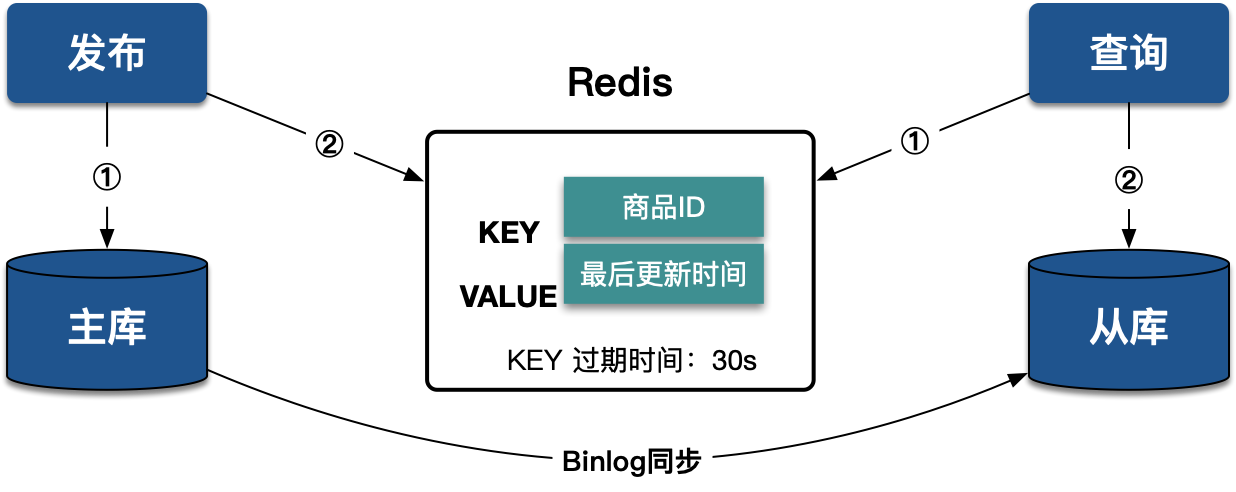 发布
查询
Redis
②
①
①
②
商品ID
KEY
最后更新时间
VALUE
主库
从库
KEY 过期时间：30s
Binlog同步